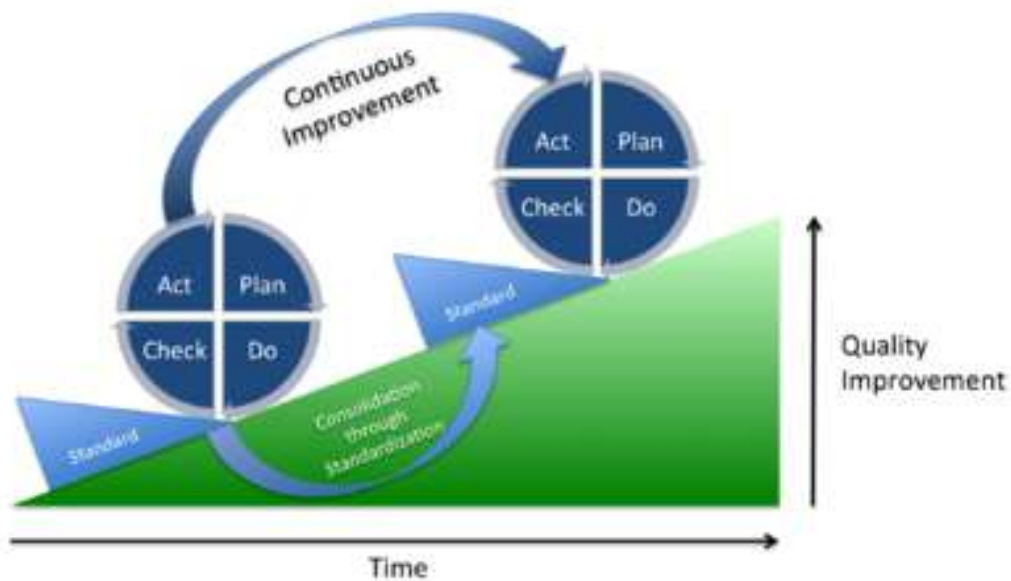 Continuous
Improvement
Act Plan
Check Do
Standard
Act Plan
Check Do
Standard
Consolidation
through
Standardization
Quality
Improvement
Time